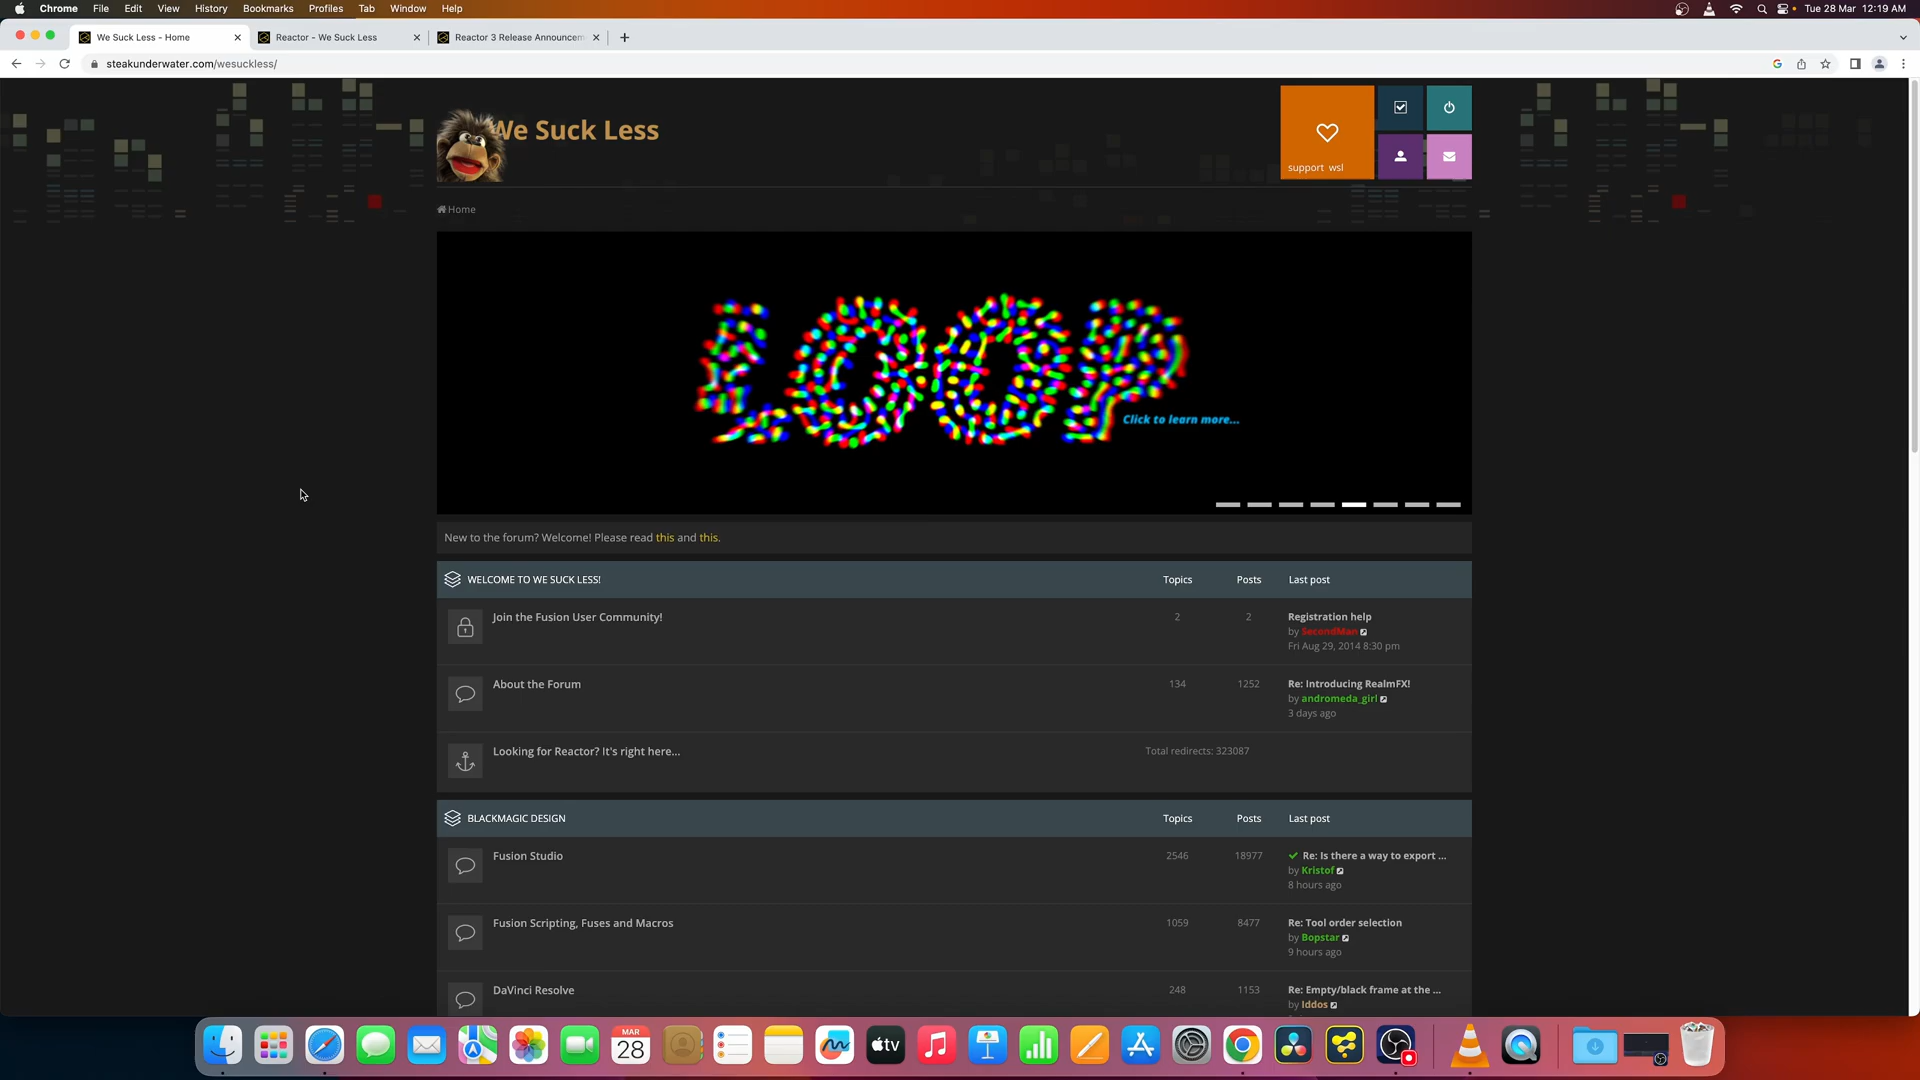 Chrome File Edit View History Bookmarks Profiles Tab Window Help
Tue 28 Mar 12:19 AM
We Suck Less - Home
Reactor - We Suck Less
Reactor 3 Release Announcem
steakunderwater.com/wesuckless/
We Suck Less
support wsl
Home
LOOP
Click to learn more...
New to the forum? Welcome! Please read this and this.
WELCOME TO WE SUCK LESS! Topics Posts Last post
Join the Fusion User Community! 2 2 Registration help
by SecondMan
Fri Aug 29, 2014 8:30 pm
About the Forum 134 1252 Re: Introducing RealmFX!
by andromeda_girl
3 days ago
Looking for Reactor? It's right here... Total redirects: 323087
BLACKMAGIC DESIGN Topics Posts Last post
Fusion Studio 2546 18977 Re: Is there a way to export ...
by Kristof
8 hours ago
Fusion Scripting, Fuses and Macros 1059 8477 Re: Tool order selection
by Bopstar
9 hours ago
DaVinci Resolve 248 1153 Re: Empty/black frame at the ...
by Iddos
MAR
28
tv